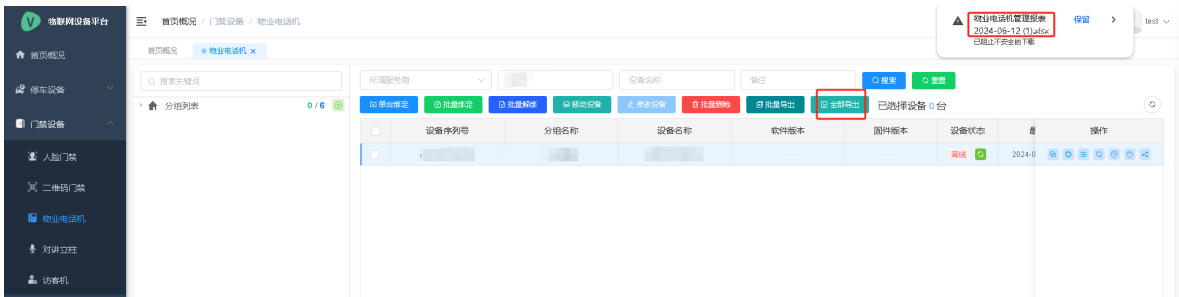 物联网设备平台
首页概况 / 门禁设备 / 物业电话机
物业电话机管理报表
2024-06-12 (1).xlsx
已阻止不安全的下载
保留
test
首页概况
首页概况
物业电话机 ×
停车设备
门禁设备
人脸门禁
二维码门禁
物业电话机
对讲立柱
访客机
搜索关键词
分组列表 0 / 6
所属服务商
设备名称
备注
搜索
重置
单台绑定
批量绑定
批量解绑
移动设备
修改设备
批量删除
批量导出
全部导出
已选择设备 0 台
设备序列号 分组名称 设备名称 软件版本 固件版本 设备状态 操作
离线 2024-0